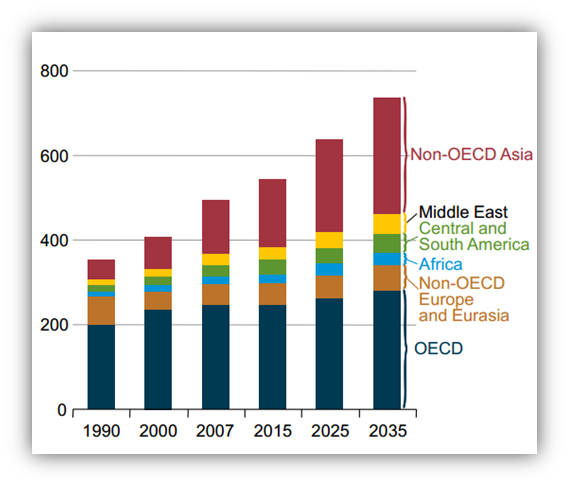 800
600
400
200
0
1990 2000 2007 2015 2025 2035
Non-OECD Asia
Middle East
Central and
South America
Africa
Non-OECD
Europe
and Eurasia
OECD